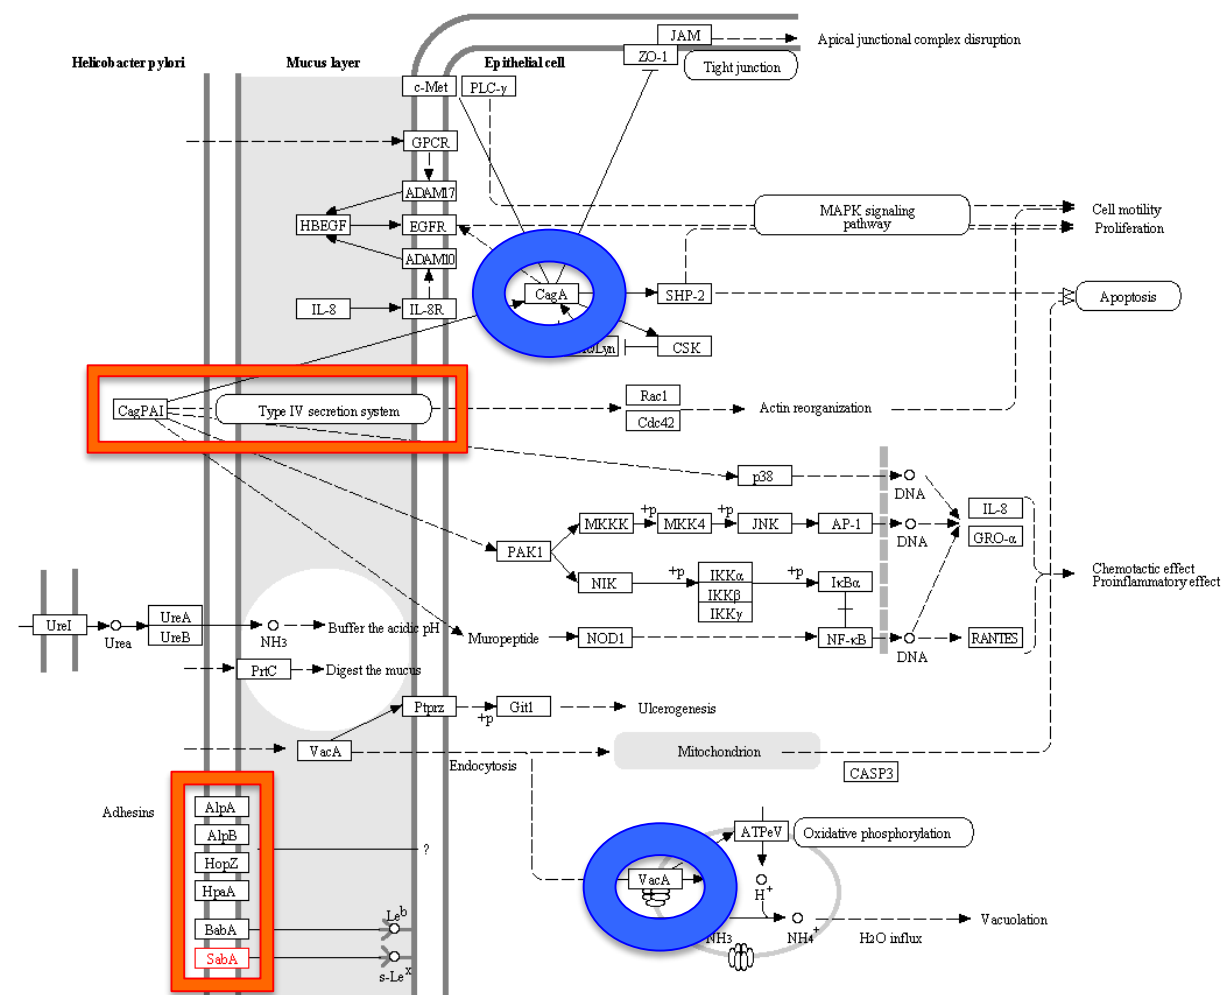 JAM
Apical junctional complex disruption
ZO-1
Tight junction
Helicobacter pylori
Mucus layer
Epithelial cell
c-Met
PLC-γ
GPCR
ADAM17
HBEGF
EGFR
MAPK signaling
pathway
Cell motility
Proliferation
ADAM10
IL-8
IL-8R
CagA
SHP-2
Apoptosis
/Lyn
CSK
CagPAI
Type IV secretion system
Rac1
Cdc42
Actin reorganization
p38
DNA
IL-8
GRO-α
MKKK
+p
MKK4
+p
JNK
AP-1
DNA
PAK1
NIK
+p
IKKα
IKKβ
IKKγ
+p
IκBα
Chemotactic effect
Proinflammatory effect
UreI
Urea
UreA
UreB
NH3
Buffer the acidic pH
Muropeptide
NOD1
NF-κB
DNA
RANTES
PrtC
Digest the mucus
Ptprz
+p
Git1
Ulcerogenesis
VacA
Endocytosis
Mitochondrion
CASP3
Adhesins
AlpA
AlpB
HopZ
HpaA
BabA
SabA
?
Le b
s-Le x
ATPeV
Oxidative phosphorylation
VacA
H+
NH3
NH4+
H2O influx
Vacuolation